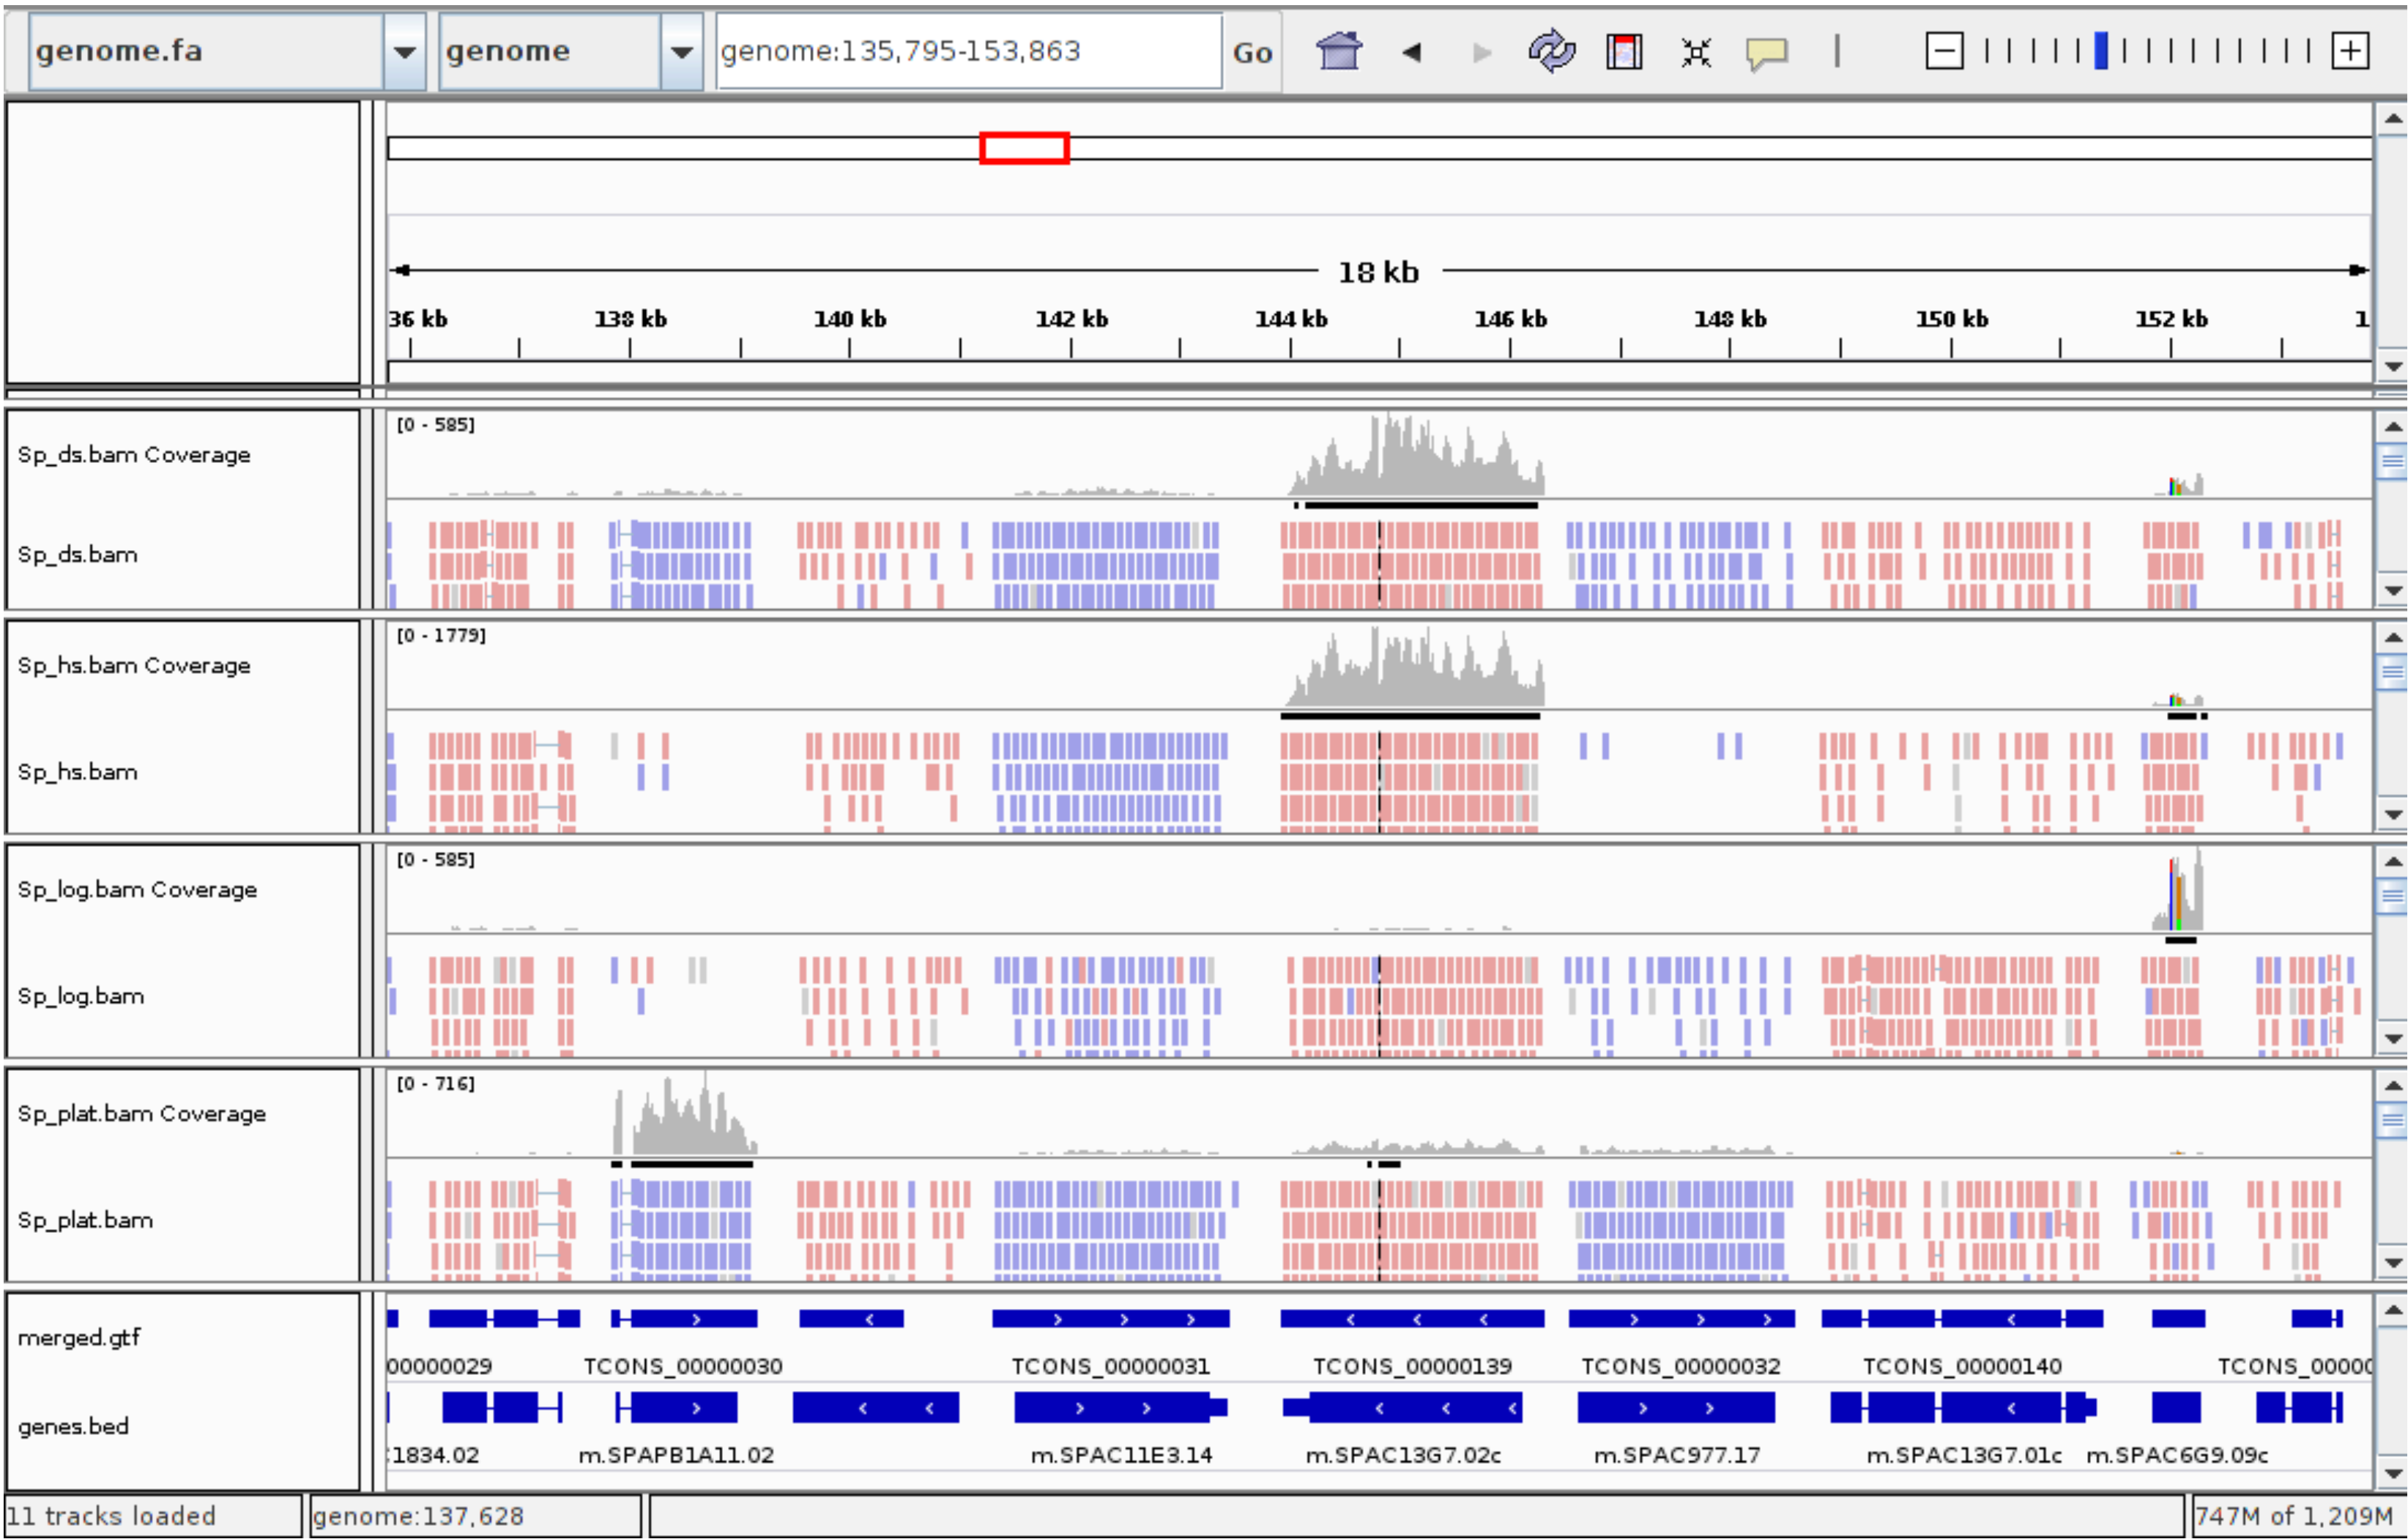 genome.fa genome genome:135,795-153,863 Go
18 kb
36 kb 138 kb 140 kb 142 kb 144 kb 146 kb 148 kb 150 kb 152 kb 1
[0 - 585]
Sp_ds.bam Coverage
Sp_ds.bam
[0 - 1779]
Sp_hs.bam Coverage
Sp_hs.bam
[0 - 585]
Sp_log.bam Coverage
Sp_log.bam
[0 - 716]
Sp_plat.bam Coverage
Sp_plat.bam
merged.gtf
00000029 TCONS_00000030 TCONS_00000031 TCONS_00000139 TCONS_00000032 TCONS_00000140 TCONS_00000
genes.bed
:1834.02 m.SPAPB1A11.02 m.SPAC11E3.14 m.SPAC13G7.02c m.SPAC977.17 m.SPAC13G7.01c m.SPAC6G9.09c
11 tracks loaded genome:137,628 747M of 1,209M